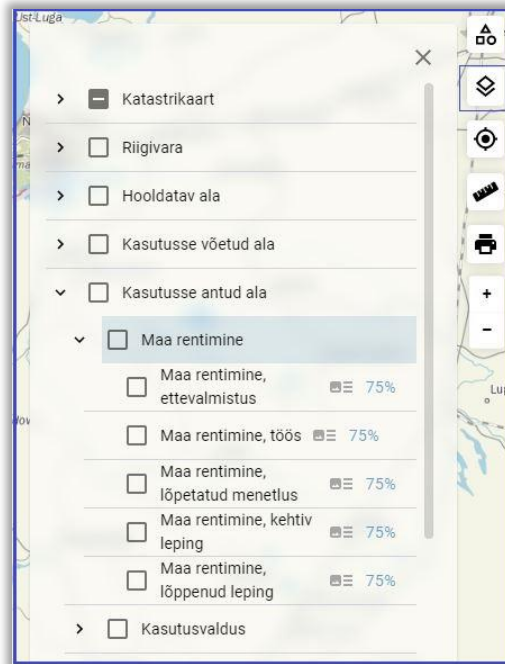 Ust-Luga
Katastrikaart
Riigivara
Hooldatav ala
Kasutusse võetud ala
Kasutusse antud ala
Maa rentimine
Maa rentimine,
ettevalmistus
75%
Maa rentimine, töös
75%
Maa rentimine,
lõpetatud menetlus
75%
Maa rentimine, kehtiv
leping
75%
Maa rentimine,
lõppenud leping
75%
Kasutusvaldus
+
−